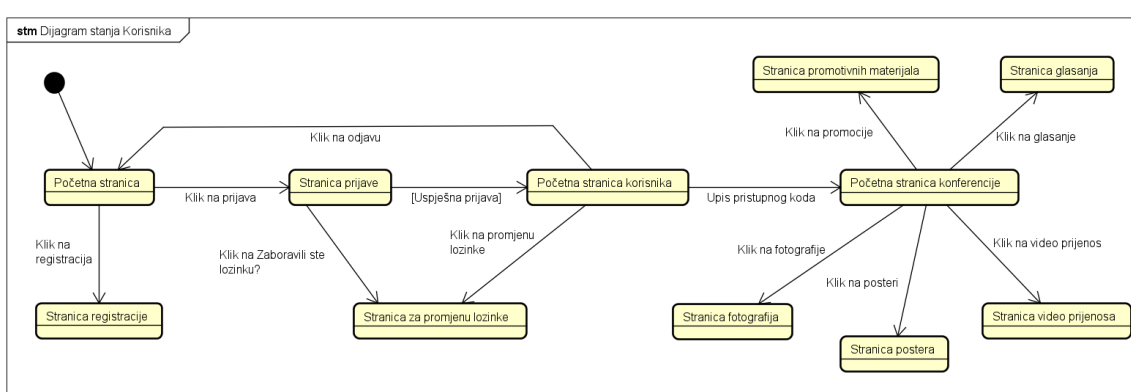 stm Dijagram stanja Korisnika
Stranica promotivnih materijala
Stranica glasanja
Klik na odjavu
Klik na promocije
Klik na glasanje
Početna stranica
Klik na prijava
Stranica prijave
[Uspješna prijava]
Početna stranica korisnika
Upis pristupnog koda
Početna stranica konferencije
Klik na
registracija
Klik na Zaboravili ste
lozinku?
Klik na promjenu
lozinke
Klik na fotografije
Klik na posteri
Klik na video prijenos
Stranica registracije
Stranica za promjenu lozinke
Stranica fotografija
Stranica postera
Stranica video prijenosa